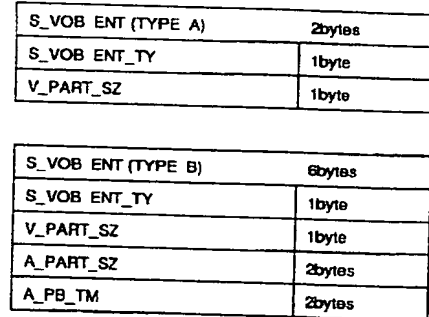 S_VOB ENT (TYPE A) 2bytes
S_VOB ENT_TY 1byte
V_PART_SZ 1byte
S_VOB ENT (TYPE B) 6bytes
S_VOB ENT_TY 1byte
V_PART_SZ 1byte
A_PART_SZ 2bytes
A_PB_TM 2bytes